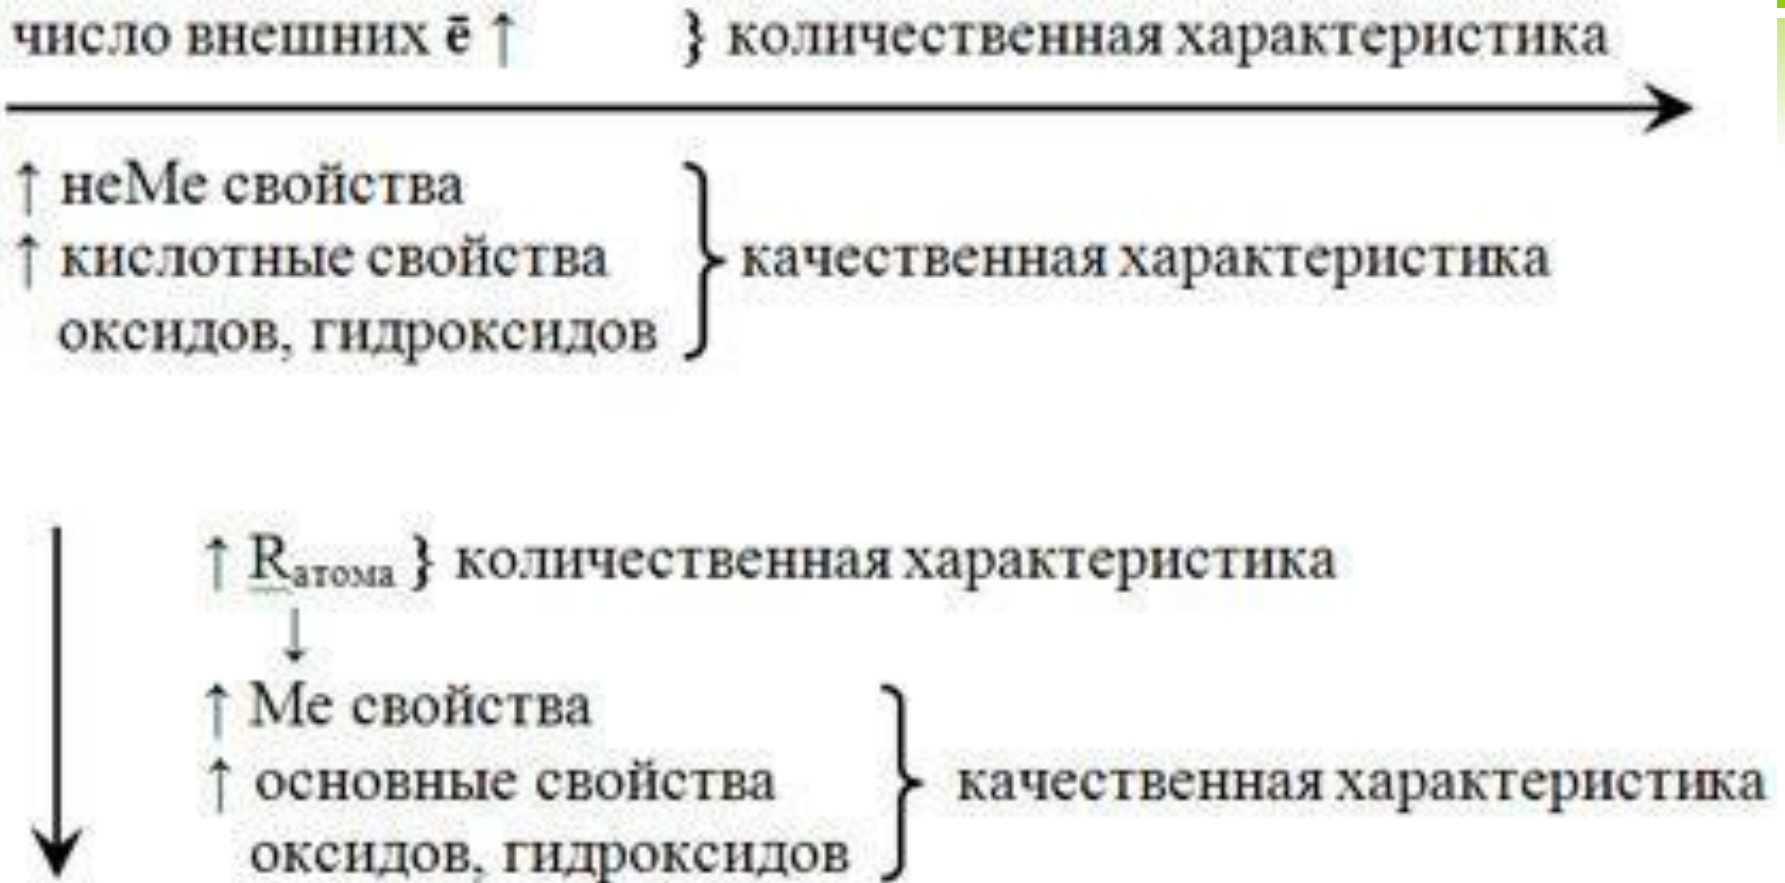 число внешних ē ↑ } количественная характеристика
↑ неМе свойства
↑ кислотные свойства } качественная характеристика
оксидов, гидроксидов
↑ Rатома } количественная характеристика
↓
↑ Ме свойства
↑ основные свойства } качественная характеристика
оксидов, гидроксидов